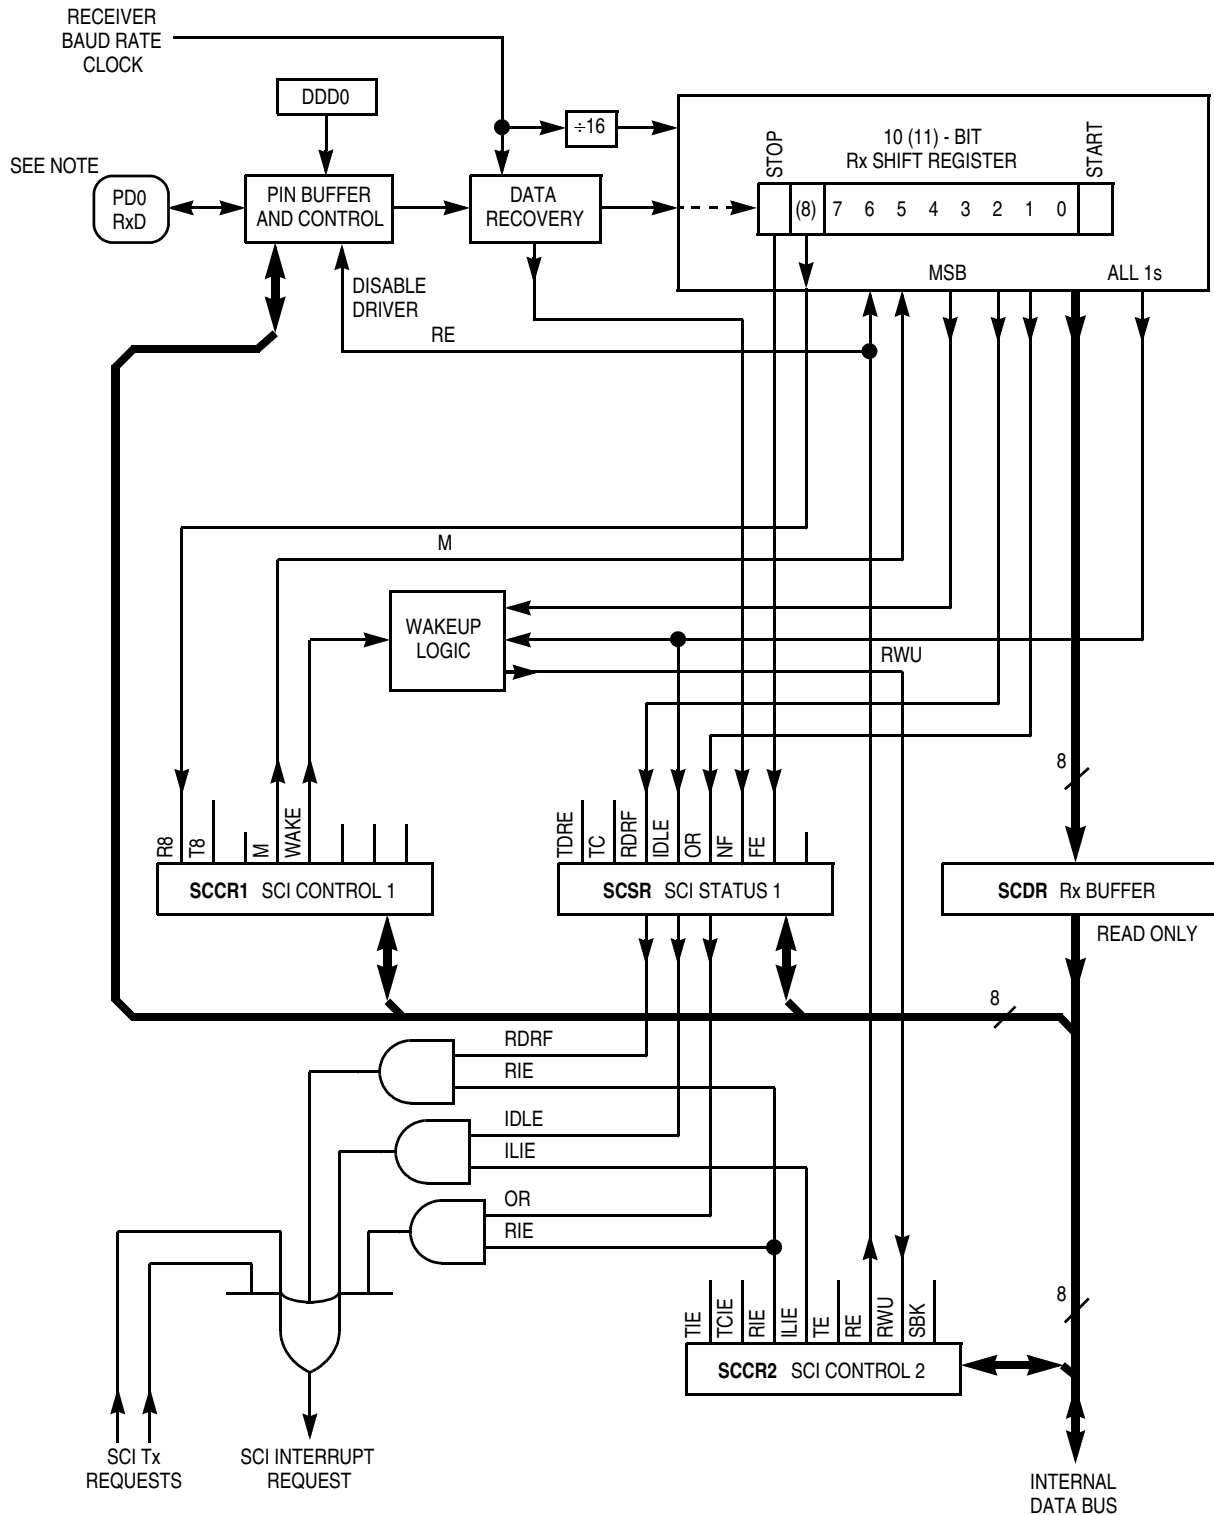 RECEIVER
BAUD RATE
CLOCK
DDD0
÷16
SEE NOTE
PD0
RxD
PIN BUFFER
AND CONTROL
DATA
RECOVERY
STOP
10 (11) - BIT
Rx SHIFT REGISTER
START
(8) 7 6 5 4 3 2 1 0
MSB
ALL 1s
DISABLE
DRIVER
RE
M
WAKEUP
LOGIC
RWU
8
R8
T8
M
WAKE
TDRE
TC
RDRF
IDLE
OR
NF
FE
SCCR1 SCI CONTROL 1
SCSR SCI STATUS 1
SCDR Rx BUFFER
READ ONLY
8
RDRF
RIE
IDLE
ILIE
OR
RIE
8
TIE
TCIE
RIE
ILIE
TE
RE
RWU
SBK
SCCR2 SCI CONTROL 2
SCI Tx
REQUESTS
SCI INTERRUPT
REQUEST
INTERNAL
DATA BUS